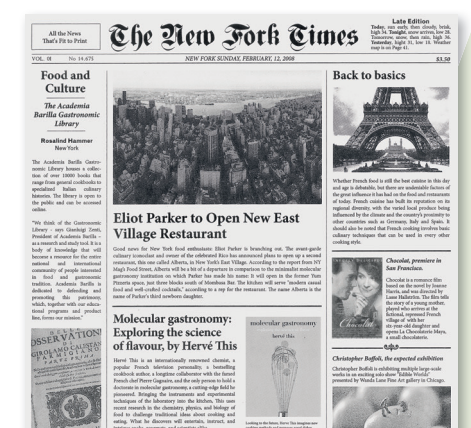 All the News
That's Fit to Print
The New Fork Times
Late Edition
Today, rain early, then cloudy, brisk,
high 54. Tonight, snow arrives, low 28.
Tomorrow, snow, then rain, high 36.
Yesterday, hight 31, low 10. Weather
map is on Page 41.
VOL. 01
No 14.675
NEW FORK SUNDAY, FEBRUARY, 12, 2008
$3.50
Food and
Culture
The Academia
Barilla Gastronomic
Library
Rosalind Hammer
New York
The Academia Barilla Gastro-
nomic Library houses a collec-
tion of over 11000 books that
range from general cookbooks to
specialized Italian culinary
histories. The library is open to
the public and can be accessed
online.
"We think of the Gastronomic
Library - says Gianluigi Zenti,
President of Academia Barilla -
as a research and study tool. It is a
body of knowledge that will
become a resource for the entire
national and international
community of people interested
in food and gastronomic
tradition. Academia Barilla is
dedicated to defending and
promoting this patrimony,
which, together with our educa-
tional programs and product
line, forms our mission."
OSSERVATION
GIROLAMO CALISTAN
PARMIGIANO
Eliot Parker to Open New East
Village Restaurant
Good news for New York food enthusiasts: Eliot Parker is branching out. The avant-garde
culinary iconoclast and owner of the celebrated Rico has announced plans to open up a second
restaurant, this one called Alberta, in New York's East Village. According to the report from NY
Mag's Food Street, Alberta will be a bit of a departure in comparison to the minimalist molecular
gastronomy institution on which Parker has made his name. It will open in the former Yum
Pizzeria space, just three blocks south of Mombasa Bar. The kitchen will serve "modern casual
food and well-crafted cocktails," according to a rep for the restaurant. The name Alberta is the
name of Parker's third newborn daughter.
Molecular gastronomy:
Exploring the science
of flavour, by Hervé This
Hervé This is an internationally renowned chemist, a
popular French television personality, a bestselling
cookbook author, a longtime collaborator with the famed
French chef Pierre Gagnaire, and the only person to hold a
doctorate in molecular gastronomy, a cutting-edge field he
pioneered. Bringing the instruments and experimental
techniques of the laboratory into the kitchen, This uses
recent research in the chemistry, physics, and biology of
food to challenge traditional ideas about cooking and
eating. What he discovers will entertain, instruct, and
molecular gastronomy
hervé this
Back to basics
Whether French food is still the best cuisine in this day
and age is debatable, but there are undeniable factors of
the great influence it has had on the food and restaurants
of today. French cuisine has built its reputation on its
regional diversity, with the varied local produce being
influenced by the climate and the country's proximity to
other countries such as Germany, Italy and Spain. It
should also be noted that French cooking involves basic
culinary techniques that can be used in every other
cooking style.
Chocolat
Chocolat, premiere in
San Francisco.
Chocolat is a romance film
based on the novel by Joanne
Harris, and was directed by
Lasse Hallström. The film tells
the story of a young mother,
played who arrives at the
fictional, repressed French
village of with her
six-year-old daughter and
opens La Chocolaterie Maya,
a small chocolaterie.
Christopher Boffoli, the expected exhibition
Christopher Boffoli is exhibiting multiple large-scale
works in an exciting solo show "Edible Worlds"
presented by Wanda Lane Fine Art gallery in Chicago.